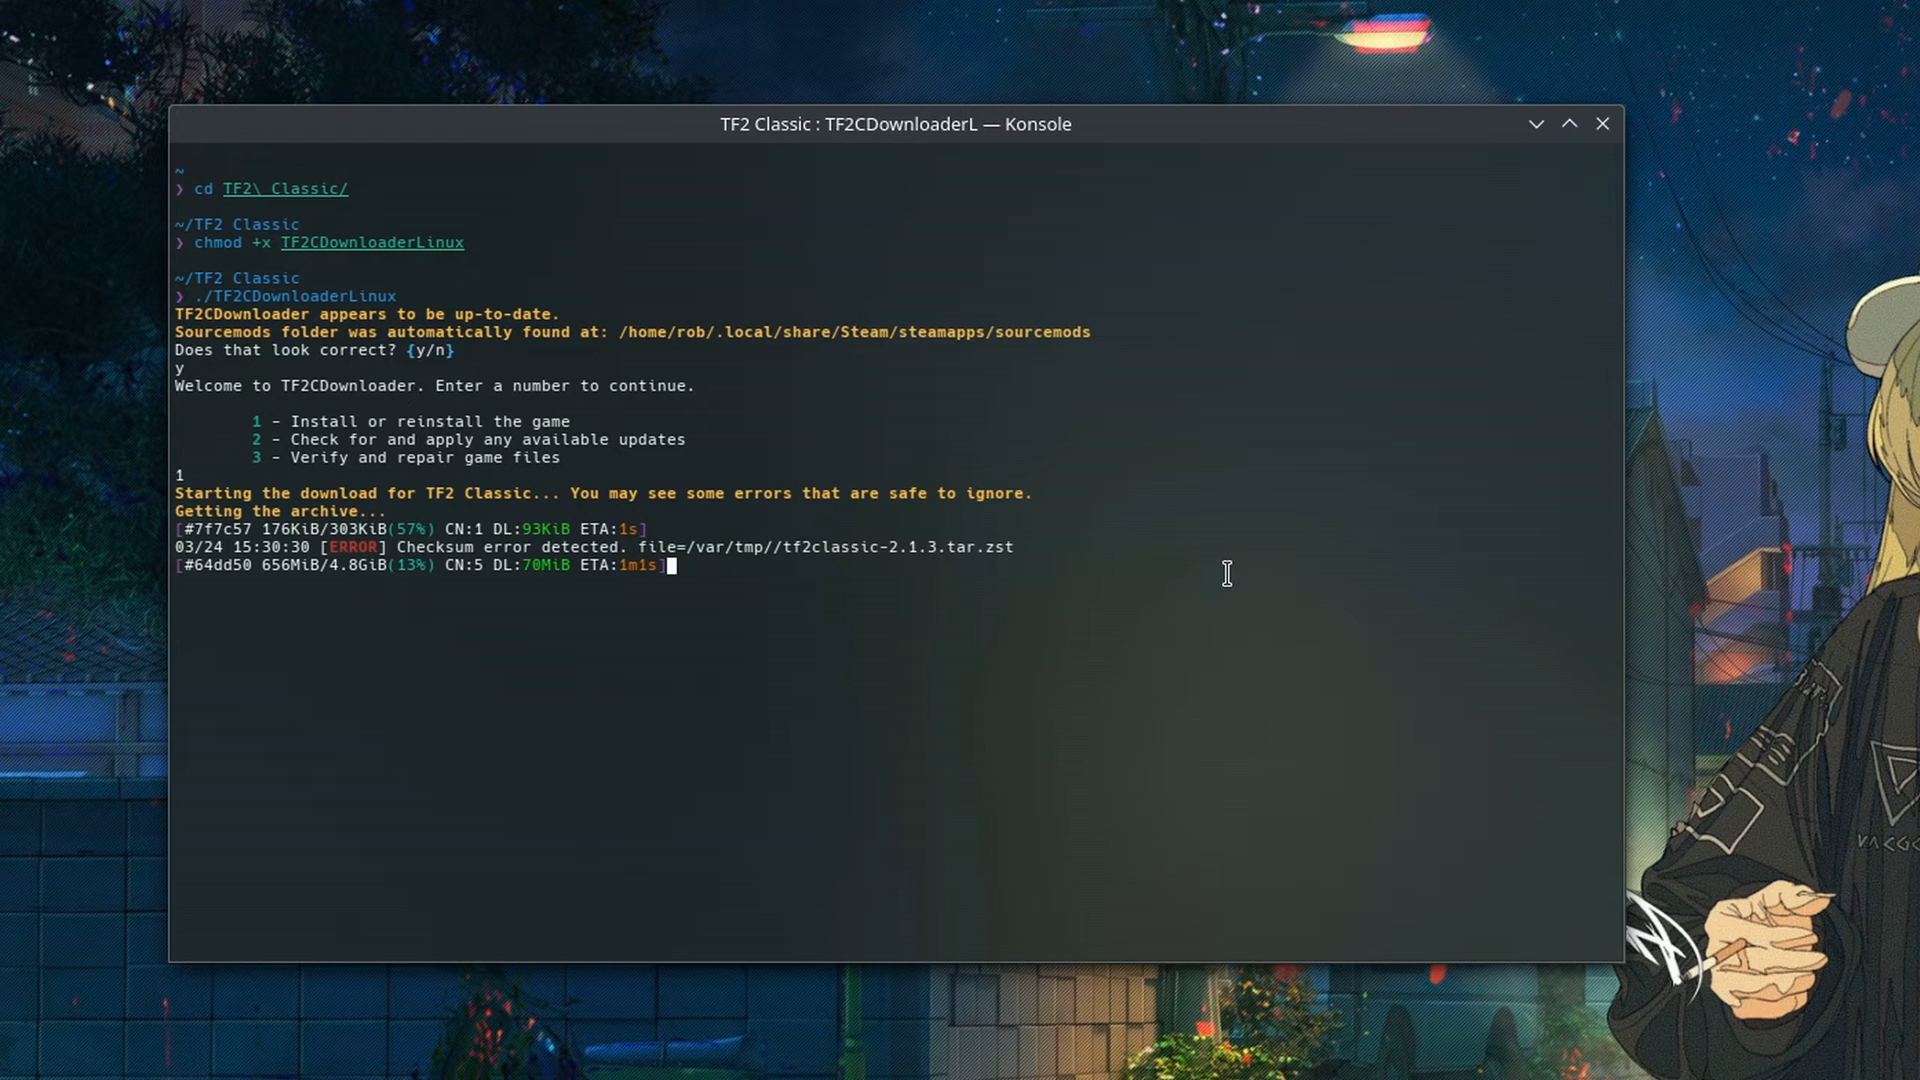 TF2 Classic : TF2CDownloaderL — Konsole
~
❯ cd TF2\ Classic/
~/TF2 Classic
❯ chmod +x TF2CDownloaderLinux
~/TF2 Classic
❯ ./TF2CDownloaderLinux
TF2CDownloader appears to be up-to-date.
Sourcemods folder was automatically found at: /home/rob/.local/share/Steam/steamapps/sourcemods
Does that look correct? {y/n}
y
Welcome to TF2CDownloader. Enter a number to continue.
1 - Install or reinstall the game
2 - Check for and apply any available updates
3 - Verify and repair game files
1
Starting the download for TF2 Classic... You may see some errors that are safe to ignore.
Getting the archive...
[#7f7c57 176KiB/303KiB(57%) CN:1 DL:93KiB ETA:1s]
03/24 15:30:30 [ERROR] Checksum error detected. file=/var/tmp//tf2classic-2.1.3.tar.zst
[#64dd50 656MiB/4.8GiB(13%) CN:5 DL:70MiB ETA:1m1s]